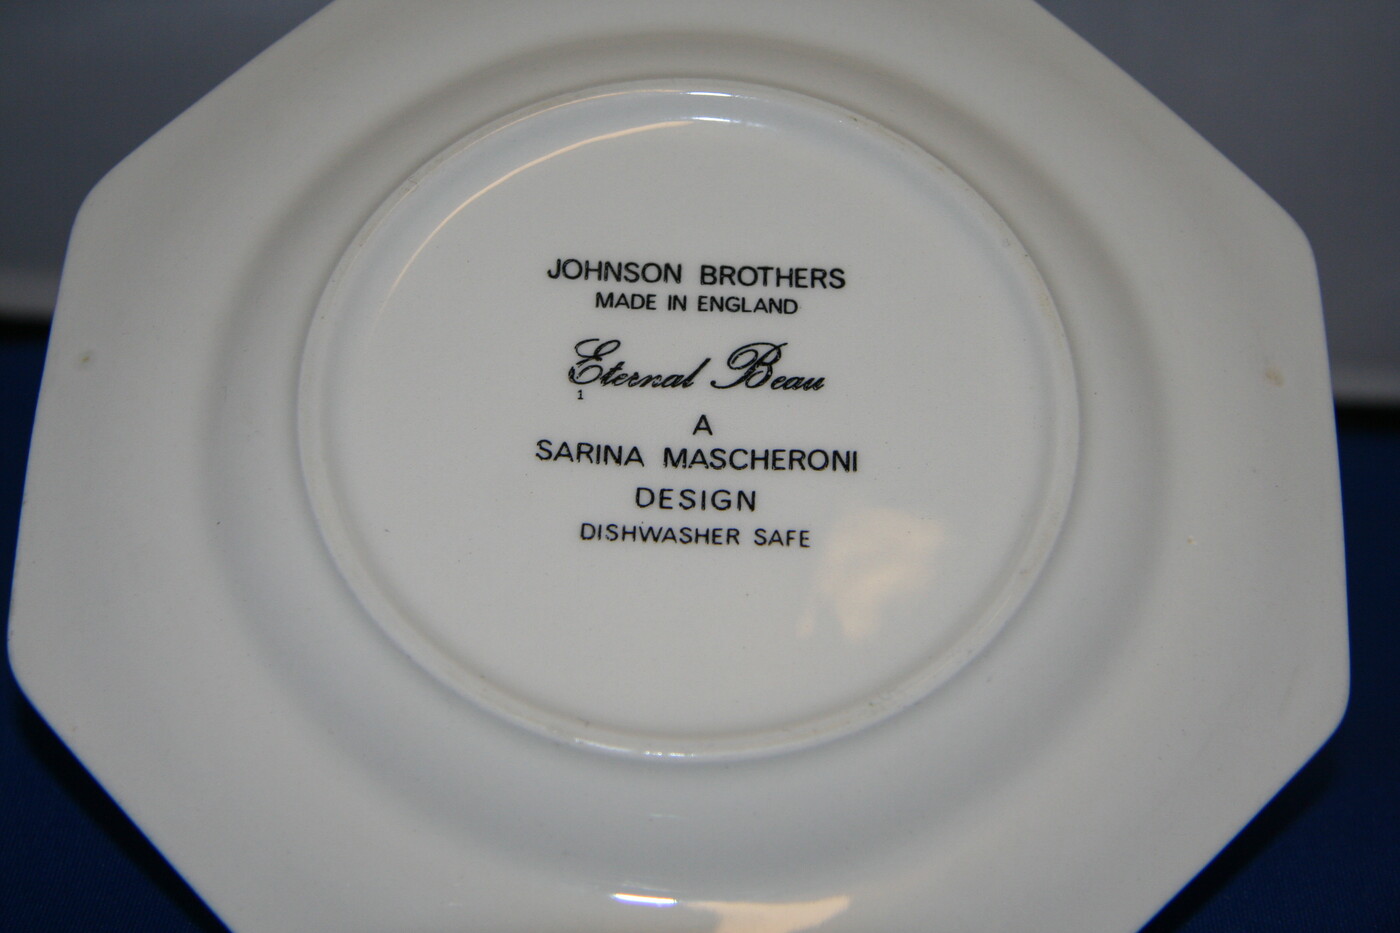 JOHNSON BROTHERS
MADE IN ENGLAND
Eternal Beau
1
A
SARINA MASCHERONI
DESIGN
DISHWASHER SAFE